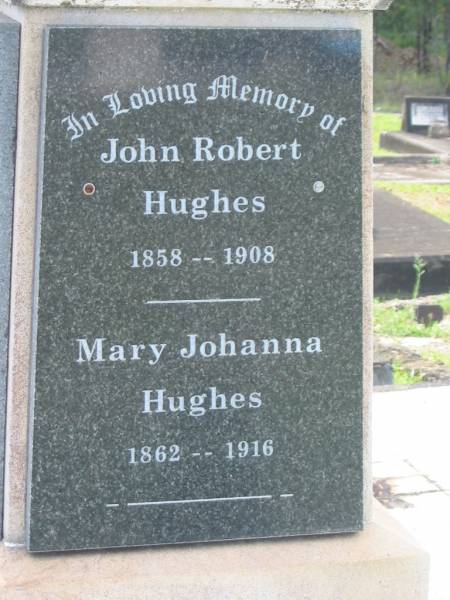 In Loving Memory of
John Robert
Hughes
1858 -- 1908
Mary Johanna
Hughes
1862 -- 1916